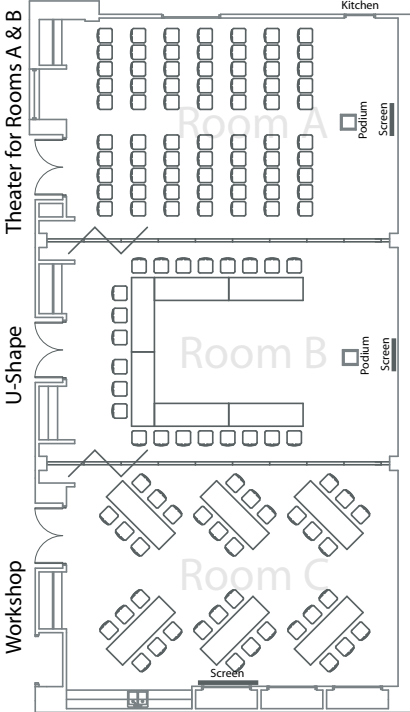 Kitchen
Theater for Rooms A & B
Room A
Podium
Screen
U-Shape
Room B
Podium
Screen
Workshop
Room C
Screen